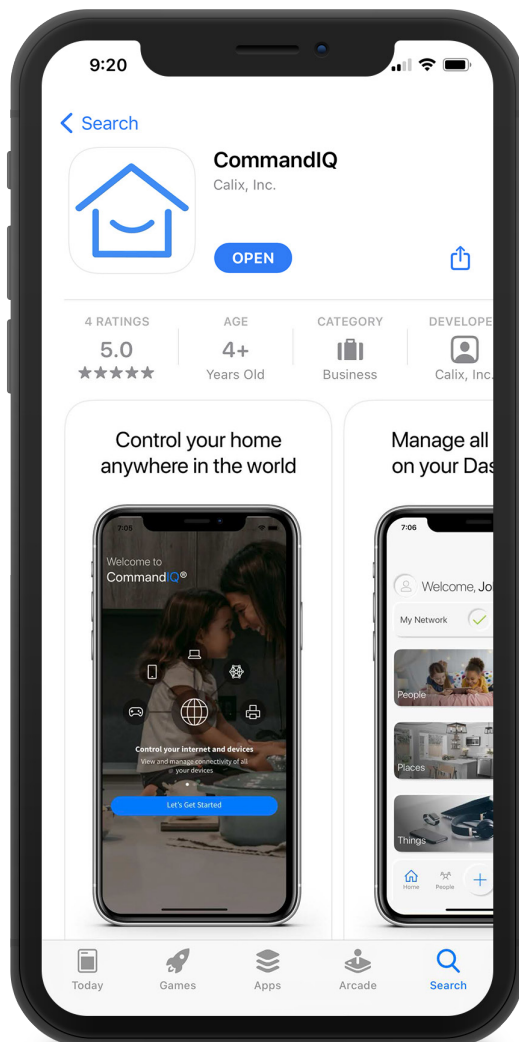 9:20
Search
CommandIQ
Calix, Inc.
OPEN
4 RATINGS
5.0
AGE
4+
Years Old
CATEGORY
Business
DEVELOPE
Calix, Inc.
Control your home
anywhere in the world
7:05
Welcome to
CommandIQ®
Control your internet and devices
View and manage connectivity of all
your devices
Let's Get Started
Manage all
on your Das
7:06
Welcome, Jo
My Network
People
Places
Things
Home
People
Today
Games
Apps
Arcade
Search